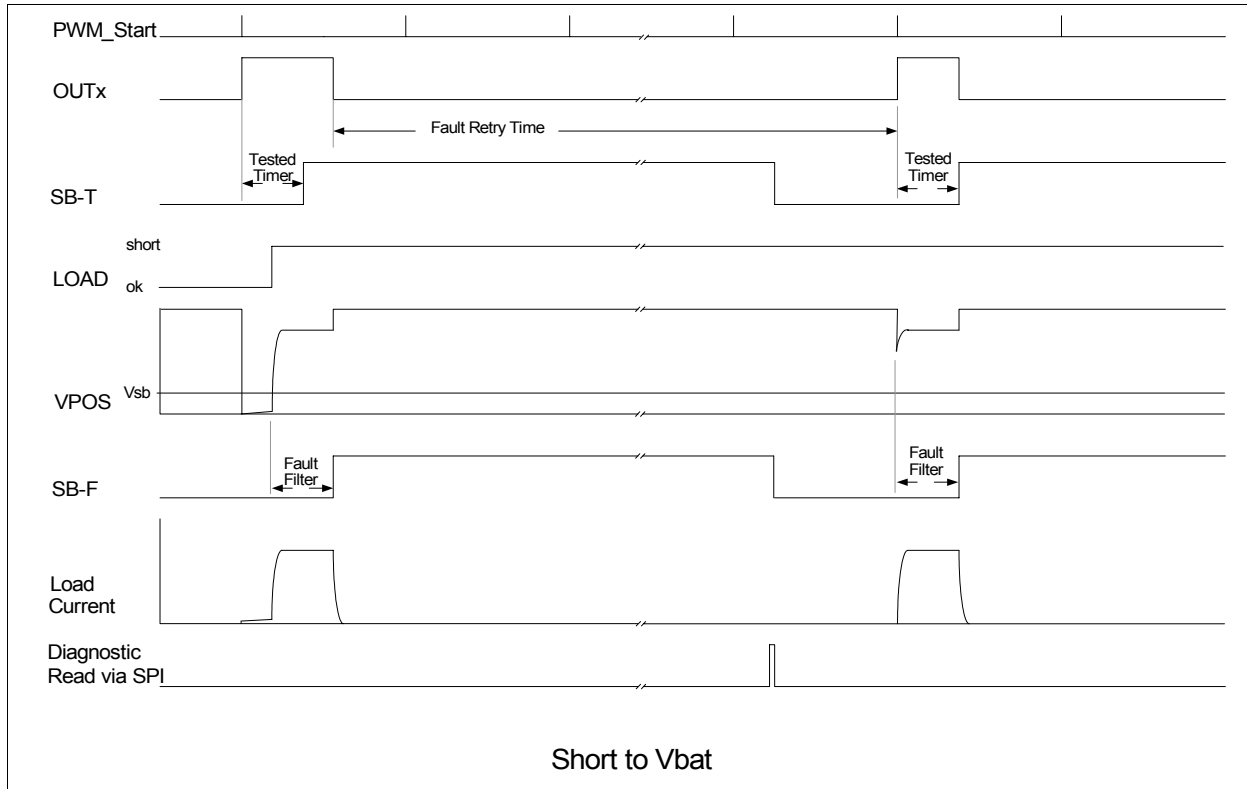 PWM_Start
OUTx
Fault Retry Time
Tested
Timer
Tested
Timer
SB-T
short
LOAD
ok
Vsb
VPOS
Fault
Filter
Fault
Filter
SB-F
Load
Current
Diagnostic
Read via SPI
Short to Vbat